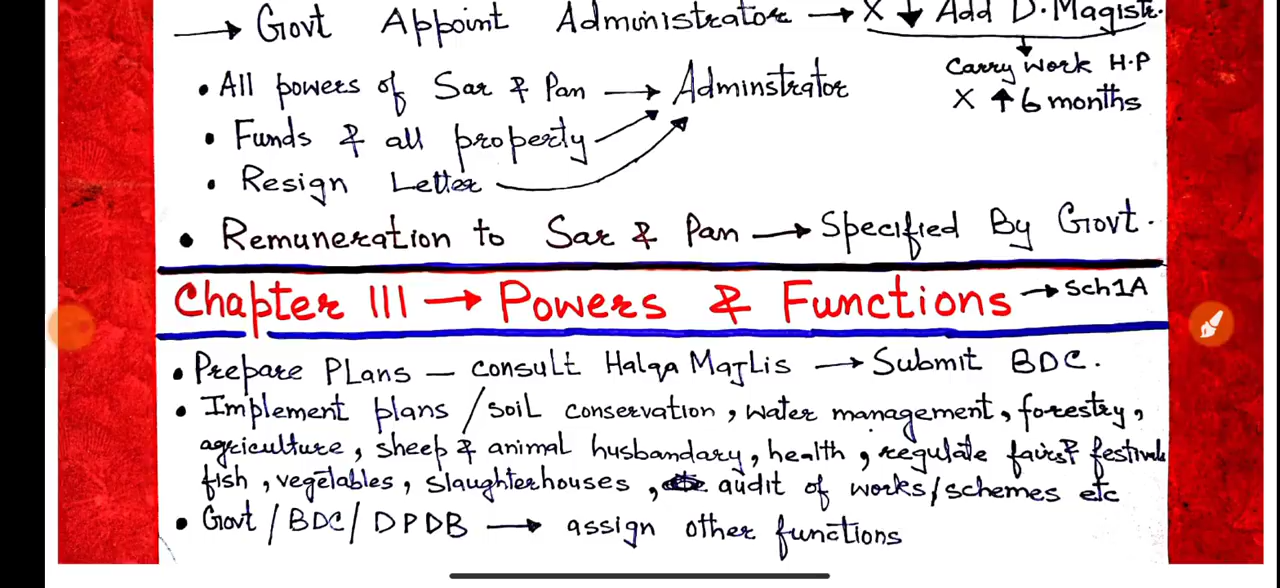 → Govt Appoint Administrator → X ↓ Add D. Magistr.
Carry work H.P
X ↑ 6 months
• All powers of Sar & Pan → Adminstrator
• Funds & all property
• Resign Letter
• Remuneration to Sar & Pan → Specified By Govt.
Chapter III → Powers & Functions → Sch 1A
• Prepare Plans – consult Halqa Majlis → Submit BDC.
• Implement plans / soil conservation, water management, forestry,
agriculture, sheep & animal husbandary, health, regulate fairs & festivals
fish, vegetables, slaughterhouses, audit of works/schemes etc
• Govt / BDC / DPDB → assign other functions